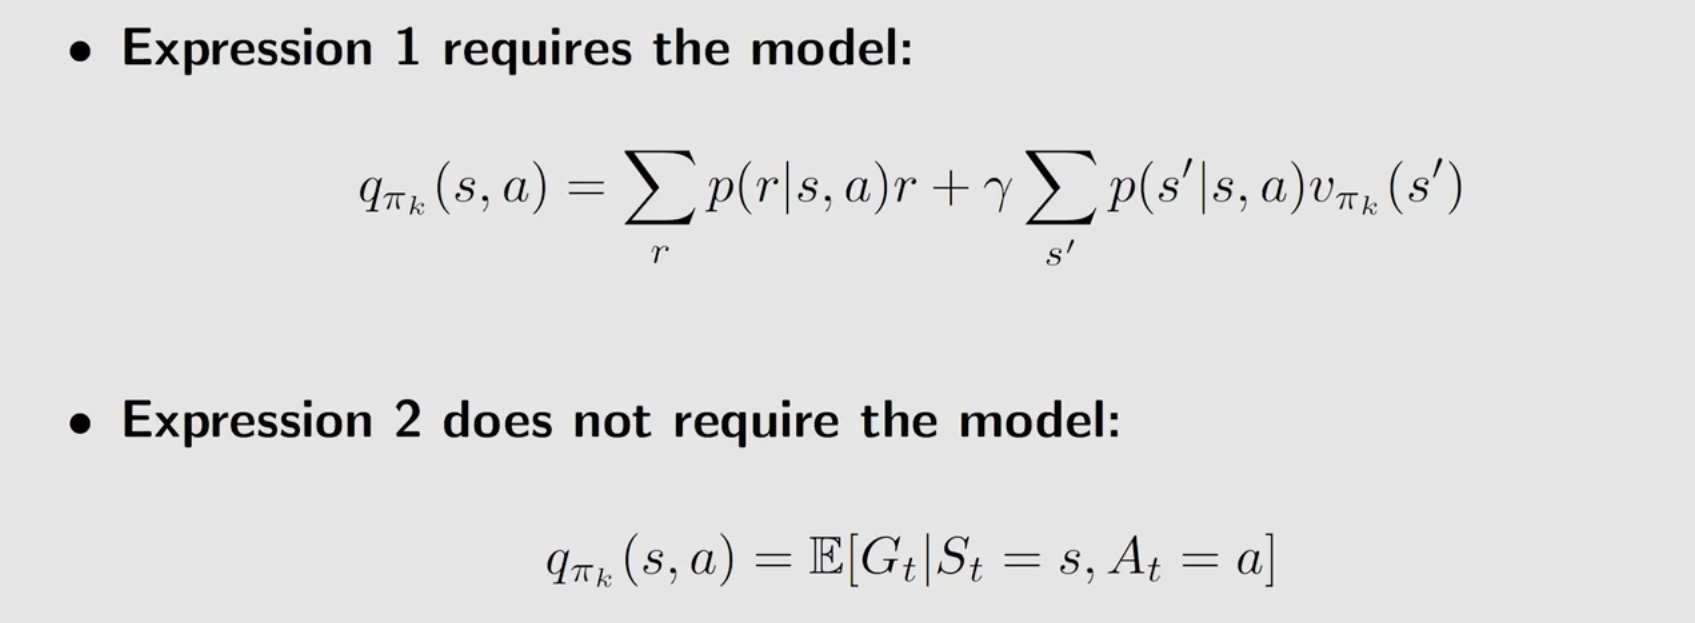 • Expression 1 requires the model:
$q_{\pi_k}(s, a) = \sum_{r} p(r|s, a)r + \gamma \sum_{s'} p(s'|s, a)v_{\pi_k}(s')$
• Expression 2 does not require the model:
$q_{\pi_k}(s, a) = \mathbb{E}[G_t|S_t = s, A_t = a]$